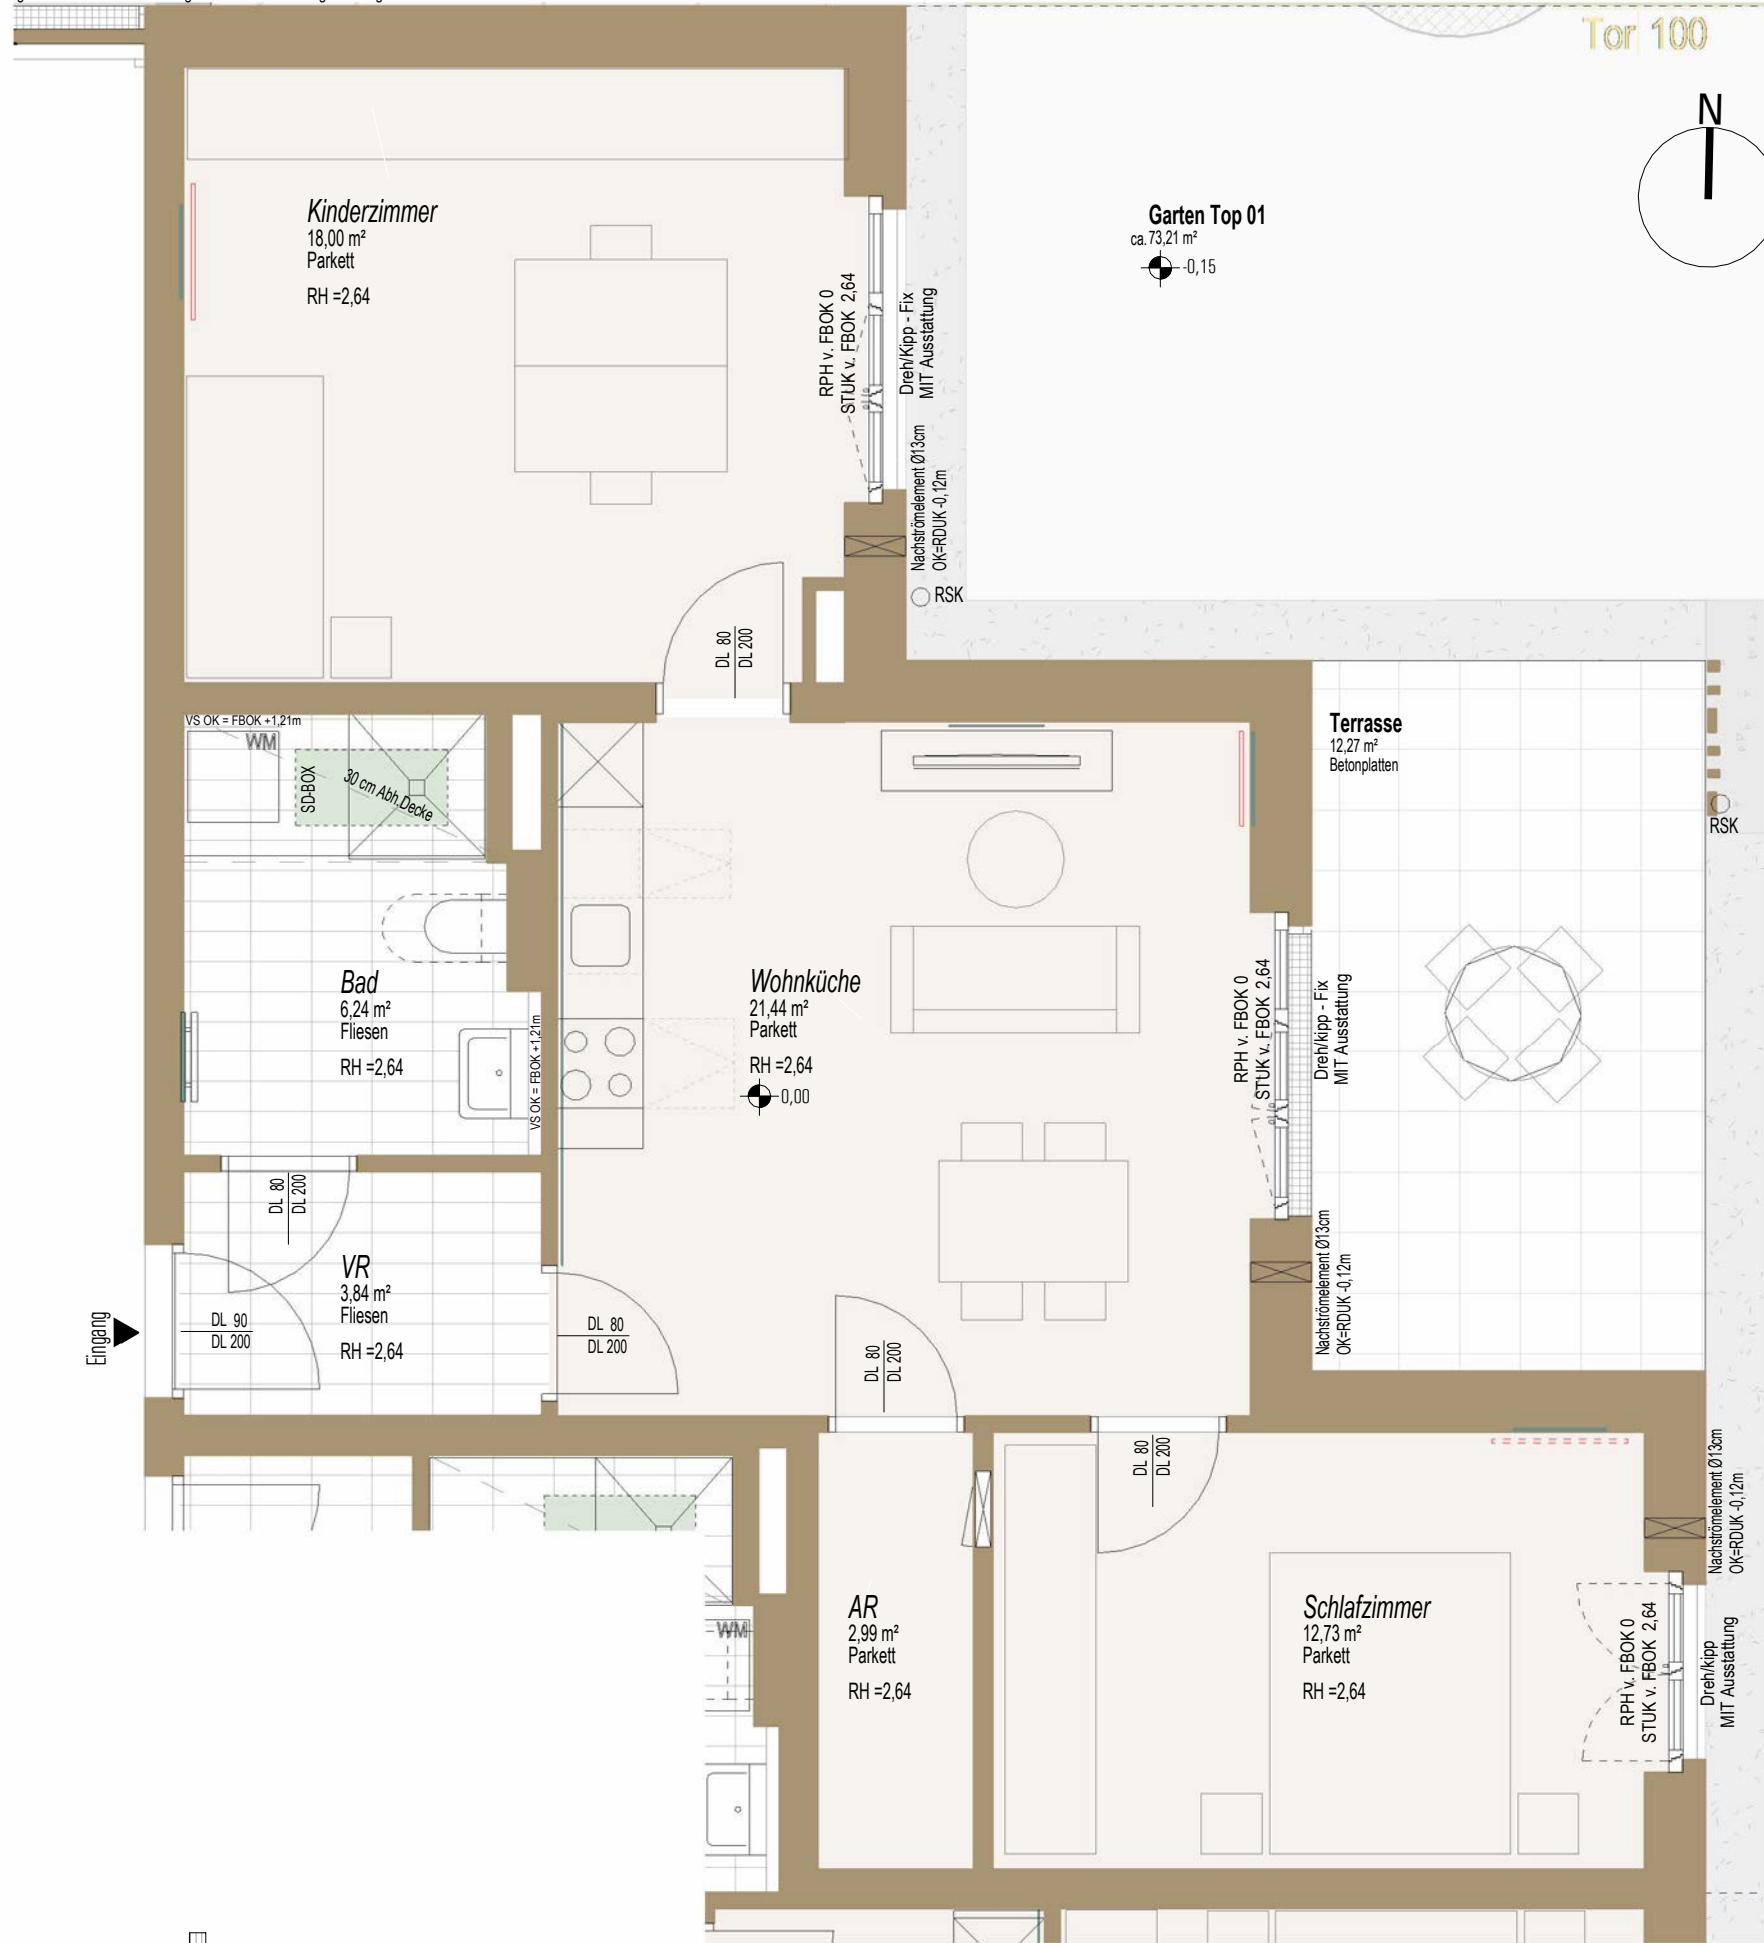 Tor 100
N
Kinderzimmer
18,00 m²
Parkett
RH =2,64
Garten Top 01
ca. 73,21 m²
-0,15
RPH v. FBOK 0
STUK v. FBOK 2,64
Dreh/Kipp - Fix
MIT Ausstattung
Nachströmelement Ø13cm
OK=RDUK -0,12m
RSK
DL 80
DL 200
VS OK = FBOK +1,21m
WM
SD-BOX
30 cm Abh.Decke
Terrasse
12,27 m²
Betonplatten
RSK
Bad
6,24 m²
Fliesen
RH =2,64
VS OK = FBOK +1,21m
Wohnküche
21,44 m²
Parkett
RH =2,64
0,00
RPH v. FBOK 0
STUK v. FBOK 2,64
Dreh/kipp - Fix
MIT Ausstattung
Nachströmelement Ø13cm
OK=RDUK -0,12m
DL 80
DL 200
VR
3,84 m²
Fliesen
RH =2,64
Eingang
DL 90
DL 200
DL 80
DL 200
DL 80
DL 200
DL 80
DL 200
Nachströmelement Ø13cm
OK=RDUK -0,12m
AR
2,99 m²
Parkett
RH =2,64
Schlafzimmer
12,73 m²
Parkett
RH =2,64
RPH v. FBOK 0
STUK v. FBOK 2,64
Dreh/kipp
MIT Ausstattung
WM